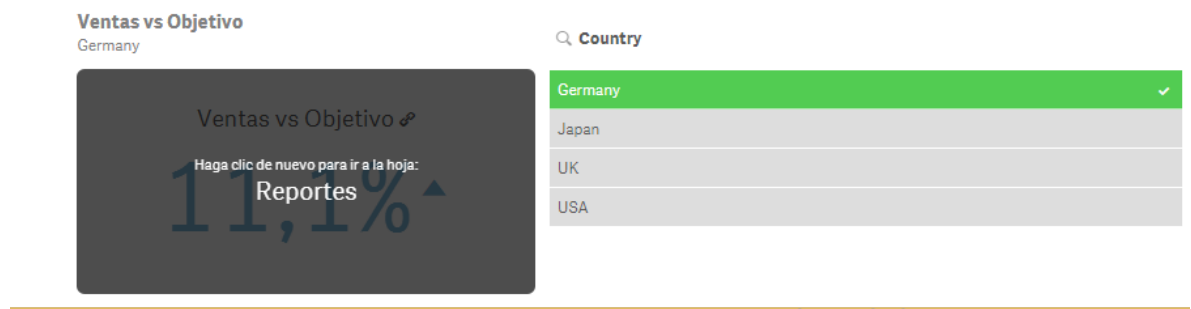 Ventas vs Objetivo
Germany
Ventas vs Objetivo
Haga clic de nuevo para ir a la hoja:
Reportes
11,1%
Country
Germany
Japan
UK
USA